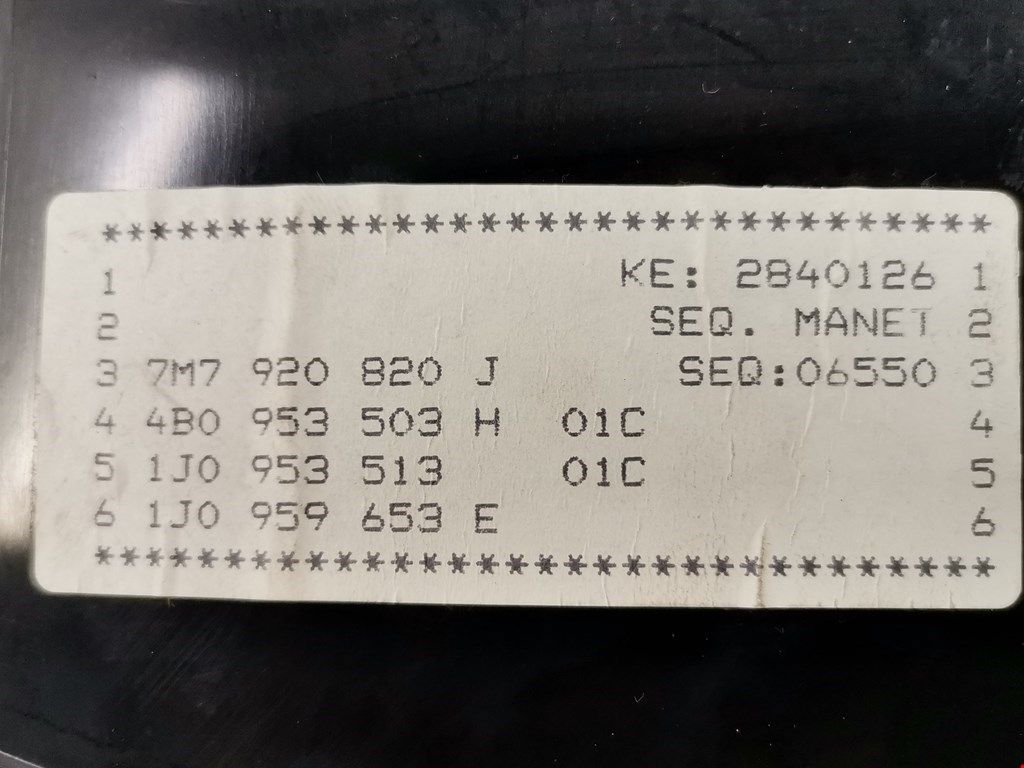 *******************************
1 KE: 2840126 1
2 SEQ. MANET 2
3 7M7 920 820 J SEQ:06550 3
4 4B0 953 503 H 01C 4
5 1J0 953 513 01C 5
6 1J0 959 653 E 6
*******************************